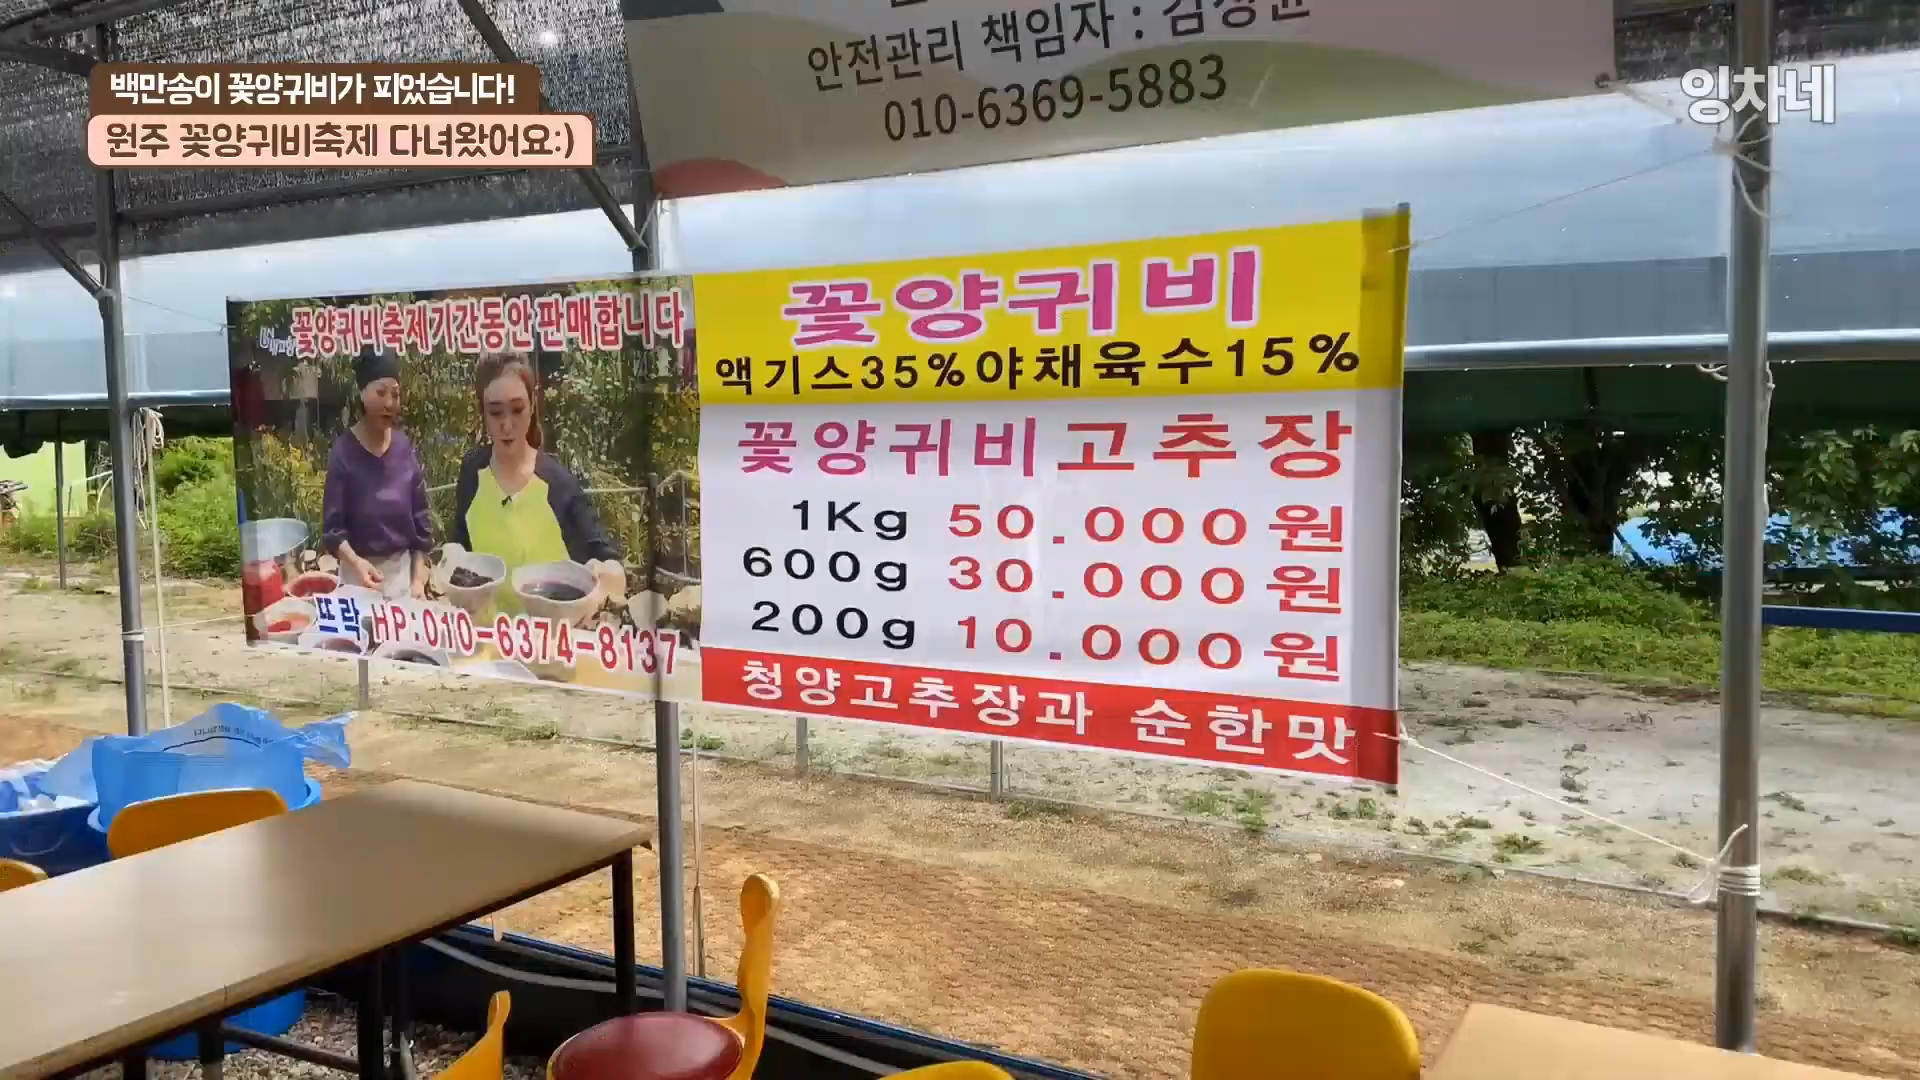 백만송이 꽃양귀비가 피었습니다!
원주 꽃양귀비축제 다녀왔어요:)
잉차네
안전관리 책임자 :
010-6369-5883
꽃양귀비축제기간동안 판매합니다
뜨락 HP:010-6374-8137
꽃양귀비
액기스35%야채육수15%
꽃양귀비고추장
1Kg 50.000원
600g 30.000원
200g 10.000원
청양고추장과 순한맛